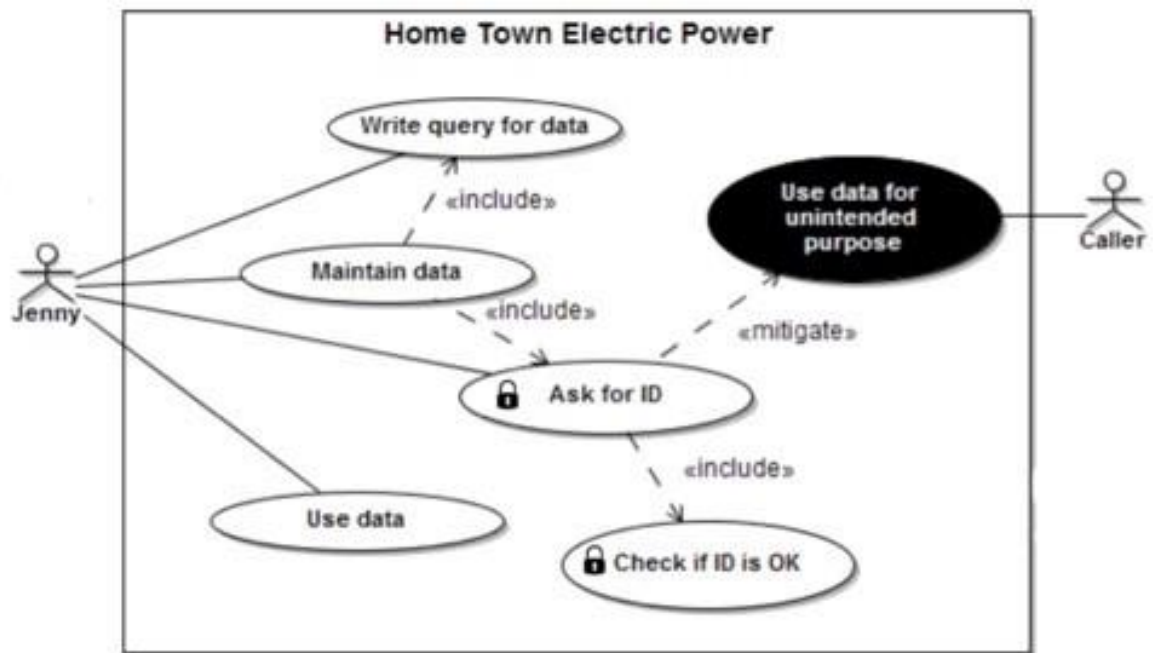 Home Town Electric Power
Write query for data
«include»
Use data for
unintended
purpose
Caller
Maintain data
Jenny
«include»
«mitigate»
Ask for ID
«include»
Use data
Check if ID is OK